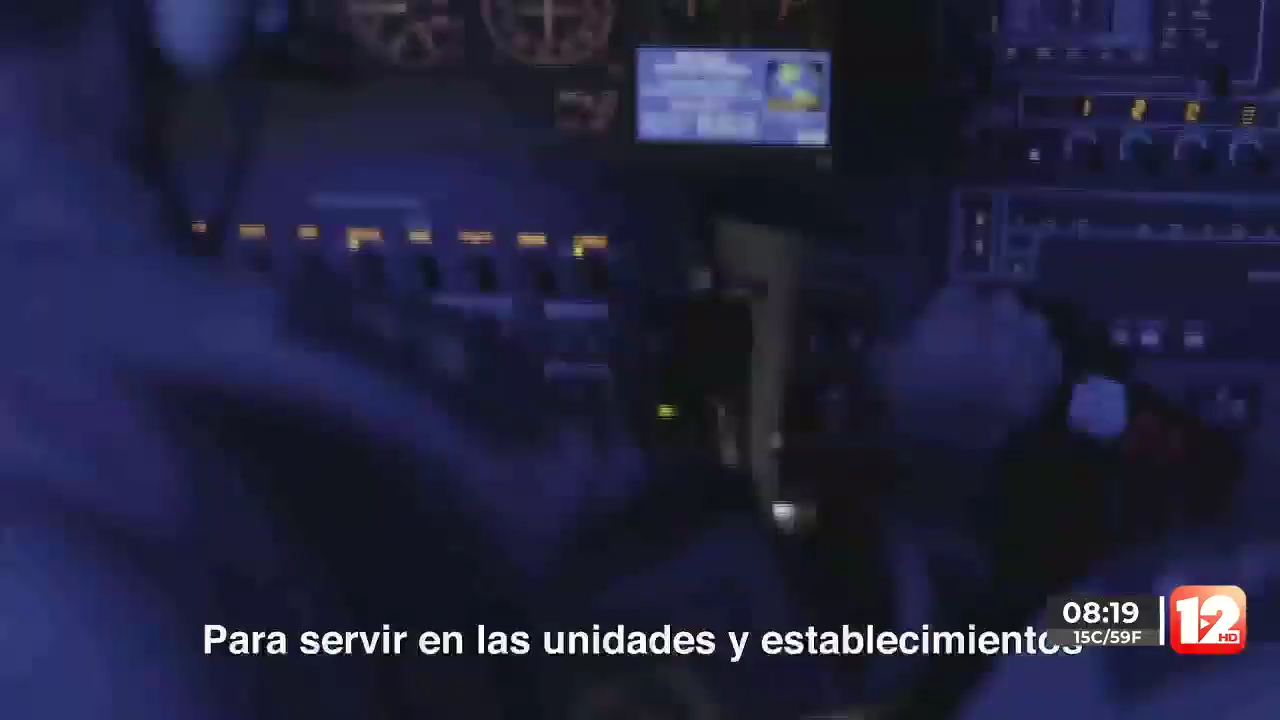 08:19
15C/59F
12
HD
Para servir en las unidades y establecimientos